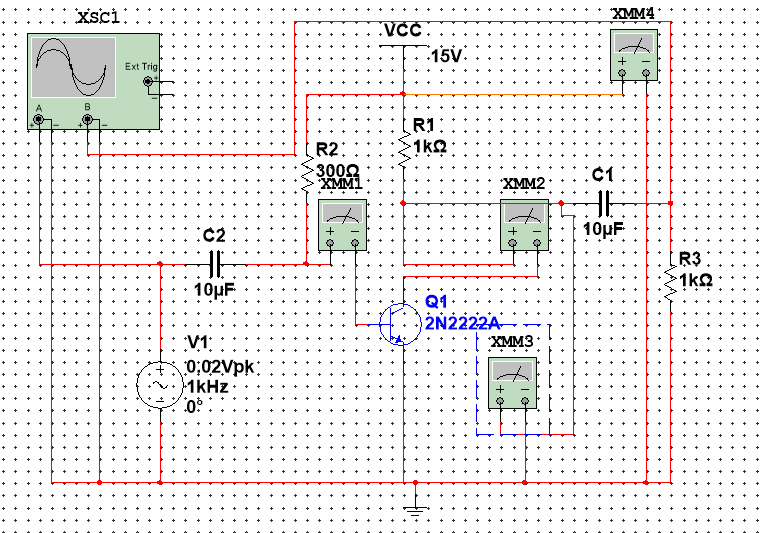 XSC1
Ext Trig
+
−
A
B
+ − + −
VCC
15V
XMM4
+ −
R1
1kΩ
R2
300Ω
XMM1
+ −
XMM2
+ −
C1
10µF
C2
10µF
R3
1kΩ
Q1
2N2222A
V1
0.02Vpk
1kHz
0°
XMM3
+ −